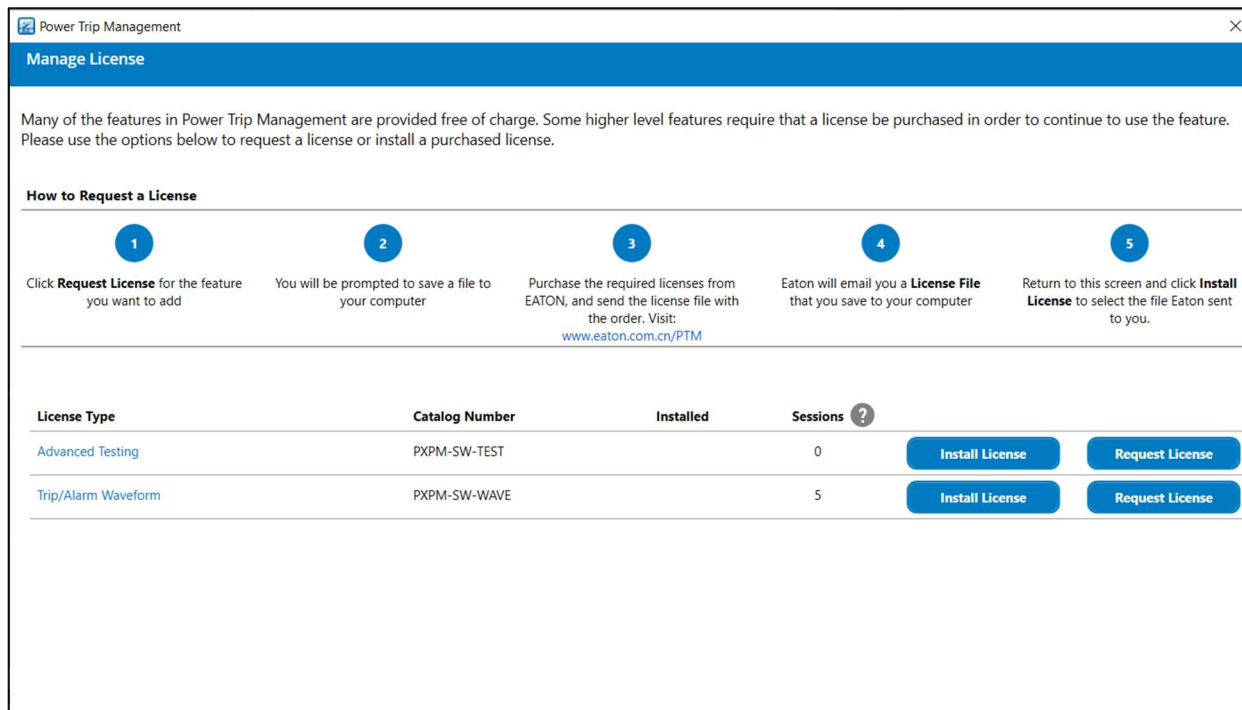 Power Trip Management
Manage License
Many of the features in Power Trip Management are provided free of charge. Some higher level features require that a license be purchased in order to continue to use the feature.
Please use the options below to request a license or install a purchased license.
How to Request a License
1
Click Request License for the feature
you want to add
2
You will be prompted to save a file to
your computer
3
Purchase the required licenses from
EATON, and send the license file with
the order. Visit:
www.eaton.com.cn/PTM
4
Eaton will email you a License File
that you save to your computer
5
Return to this screen and click Install
License to select the file Eaton sent
to you.
License Type Catalog Number Installed Sessions ?
Advanced Testing PXPM-SW-TEST 0 Install License Request License
Trip/Alarm Waveform PXPM-SW-WAVE 5 Install License Request License